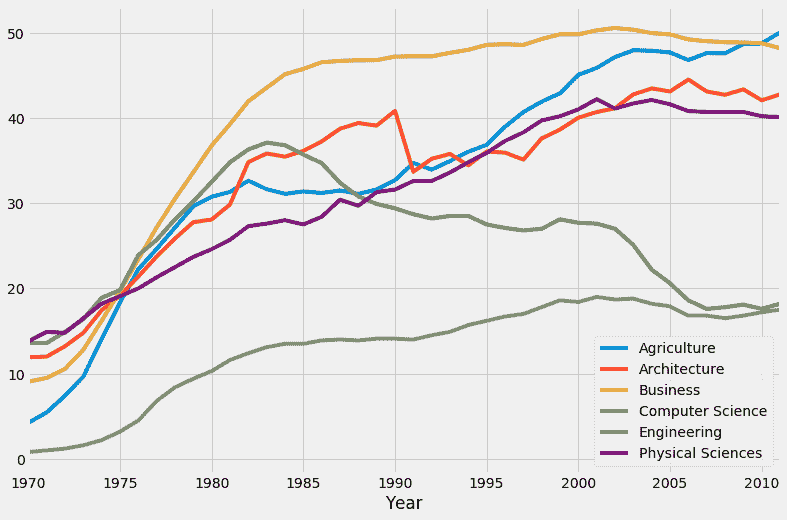 50
40
30
20
10
0
Agriculture
Architecture
Business
Computer Science
Engineering
Physical Sciences
1970 1975 1980 1985 1990 1995 2000 2005 2010
Year